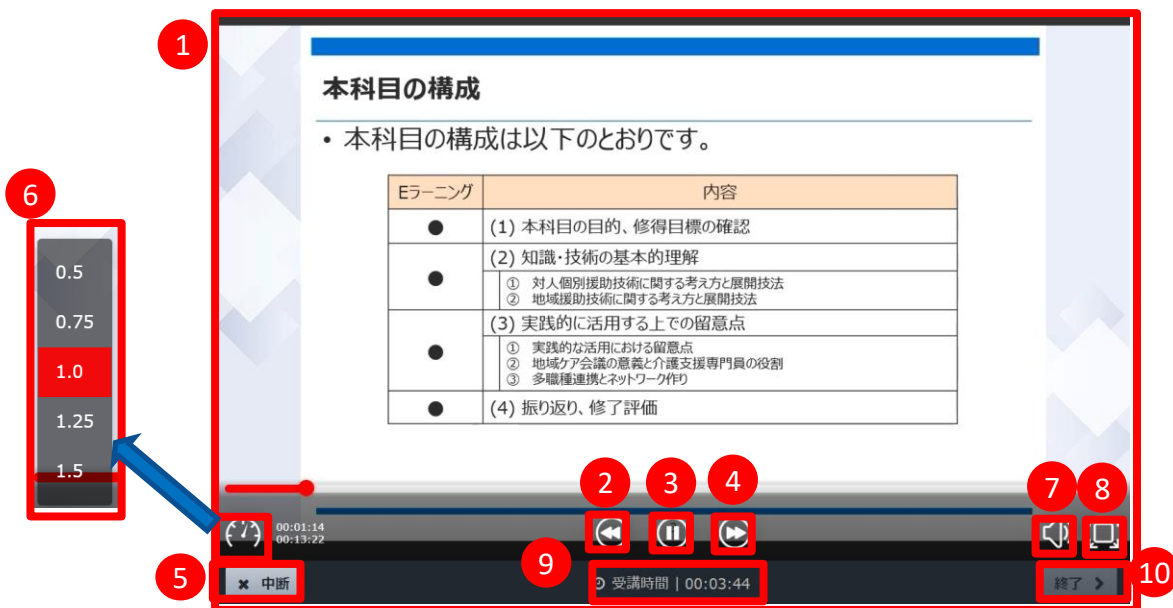 1
本科目の構成
• 本科目の構成は以下のとおりです。
Eラーニング 内容
● (1) 本科目の目的、修得目標の確認
● (2) 知識・技術の基本的理解
① 対人個別援助技術に関する考え方と展開技法
② 地域援助技術に関する考え方と展開技法
● (3) 実践的に活用する上での留意点
① 実践的な活用における留意点
② 地域ケア会議の意義と介護支援専門員の役割
③ 多職種連携とネットワーク作り
● (4) 振り返り、修了評価
6
0.5
0.75
1.0
1.25
1.5
2 3 4 7 8
00:01:14
00:13:22
5 9 10
✖ 中断
受講時間 | 00:03:44
終了 >